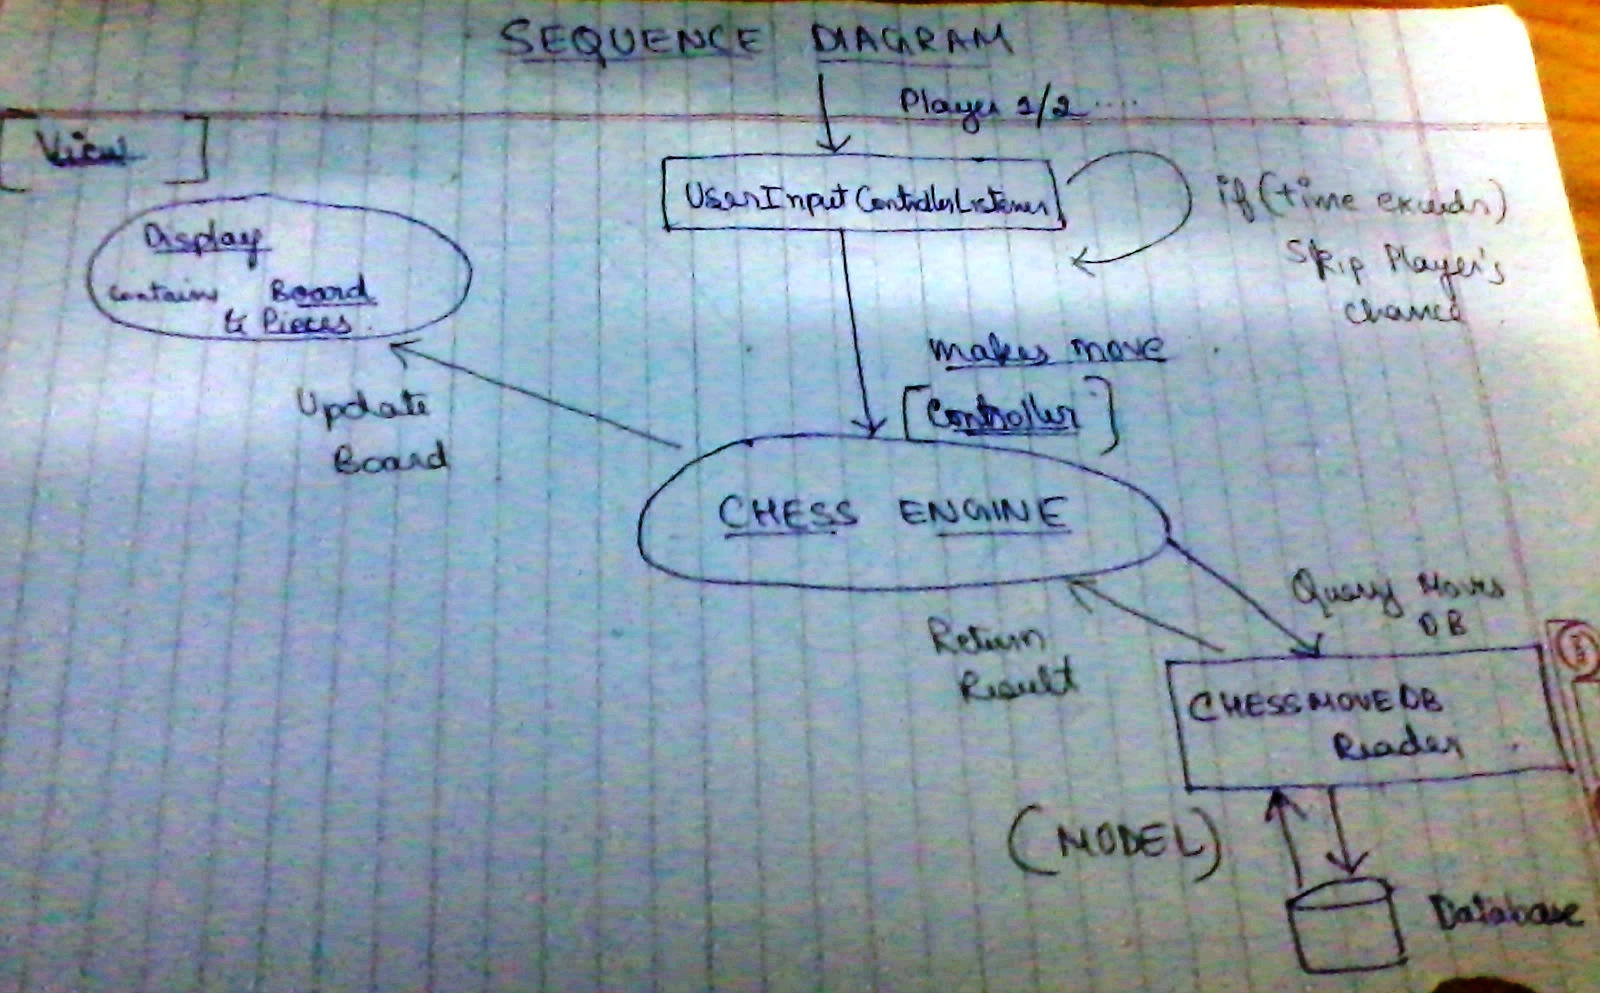 SEQUENCE DIAGRAM
Player 1/2 ....
[View]
UserInputControllerListener
if (time exceeds)
Skip Player's
chance
Display
contains Board
& Pieces.
makes move
[Controller]
Update
Board
CHESS ENGINE
Query Moves
DB
Return
Result
CHESSMOVEDB
Reader
(MODEL)
Database